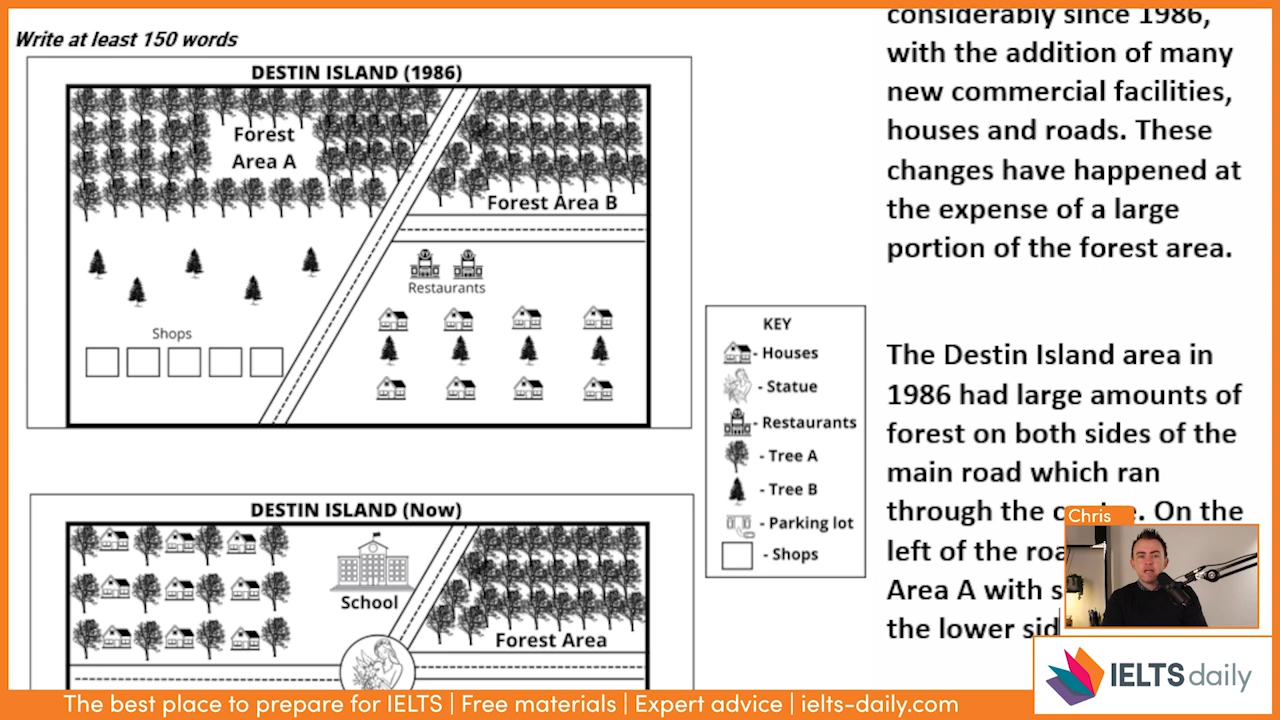 Write at least 150 words
DESTIN ISLAND (1986)
Forest
Area A
Forest Area B
Restaurants
Shops
KEY
- Houses
- Statue
- Restaurants
- Tree A
- Tree B
- Parking lot
- Shops
DESTIN ISLAND (Now)
School
Forest Area
considerably since 1986,
with the addition of many
new commercial facilities,
houses and roads. These
changes have happened at
the expense of a large
portion of the forest area.
The Destin Island area in
1986 had large amounts of
forest on both sides of the
main road which ran
through the On the
left of the
Area A with
the lower
Chris
IELTS daily
The best place to prepare for IELTS | Free materials | Expert advice | ielts-daily.com